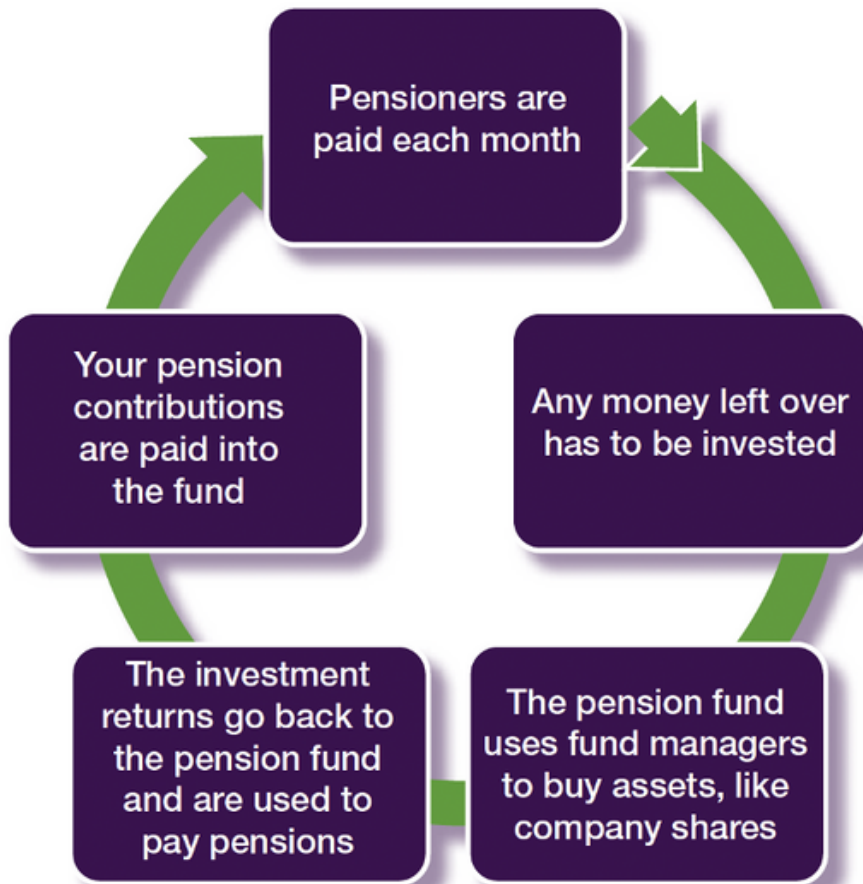 Pensioners are
paid each month
Any money left over
has to be invested
The pension fund
uses fund managers
to buy assets, like
company shares
The investment
returns go back to
the pension fund
and are used to
pay pensions
Your pension
contributions
are paid into
the fund